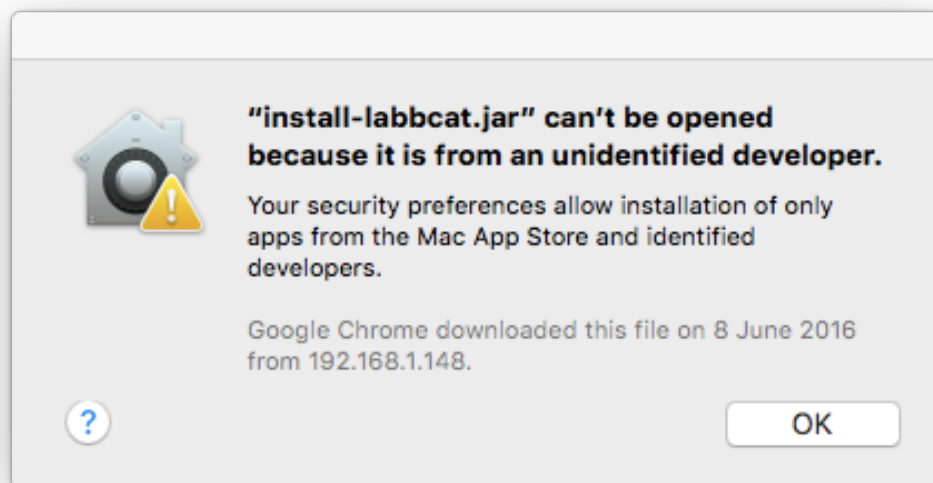 “install-labbcat.jar” can’t be opened
because it is from an unidentified developer.
Your security preferences allow installation of only
apps from the Mac App Store and identified
developers.
Google Chrome downloaded this file on 8 June 2016
from 192.168.1.148.
?
OK